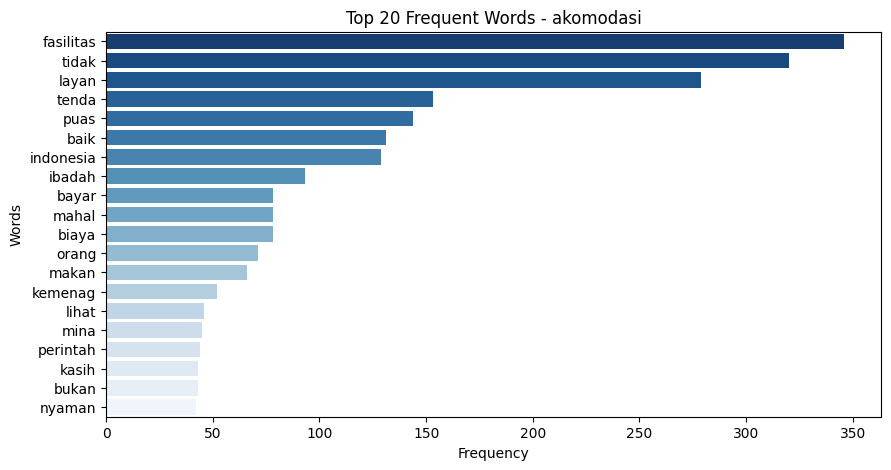 Top 20 Frequent Words - akomodasi
Words
fasilitas
tidak
layan
tenda
puas
baik
indonesia
ibadah
bayar
mahal
biaya
orang
makan
kemenag
lihat
mina
perintah
kasih
bukan
nyaman
0 50 100 150 200 250 300 350
Frequency